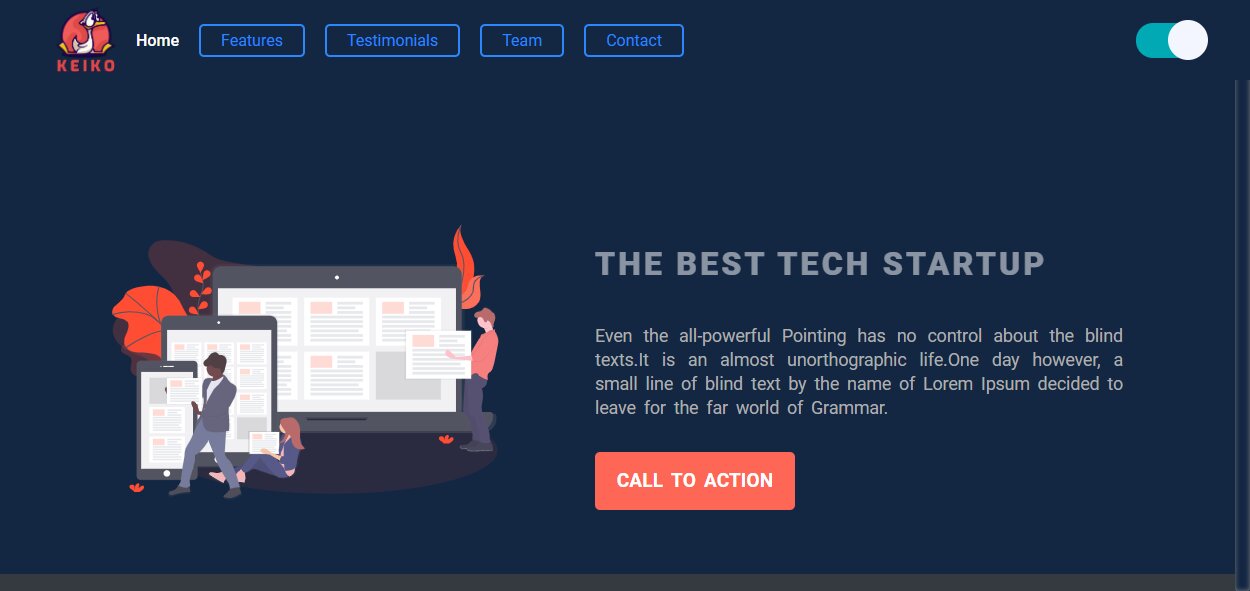 KEIKO
Home
Features
Testimonials
Team
Contact
THE BEST TECH STARTUP
Even the all-powerful Pointing has no control about the blind
texts.It is an almost unorthographic life.One day however, a
small line of blind text by the name of Lorem Ipsum decided to
leave for the far world of Grammar.
CALL TO ACTION